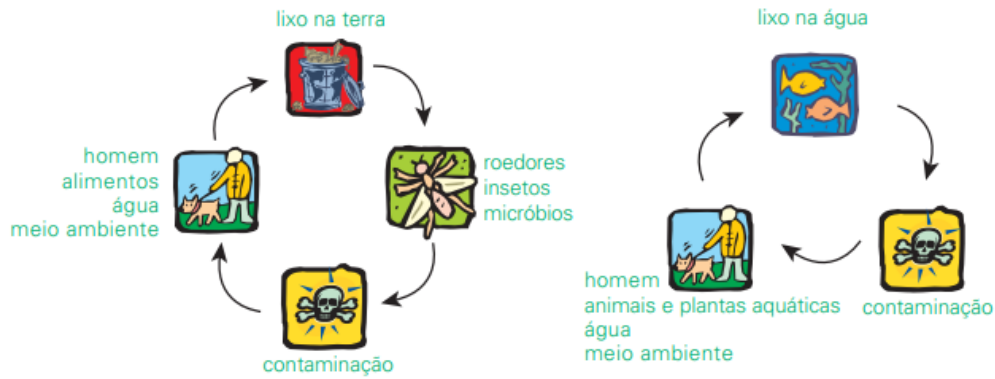 lixo na terra
roedores
insetos
micróbios
contaminação
homem
alimentos
água
meio ambiente
lixo na água
contaminação
homem
animais e plantas aquáticas
água
meio ambiente